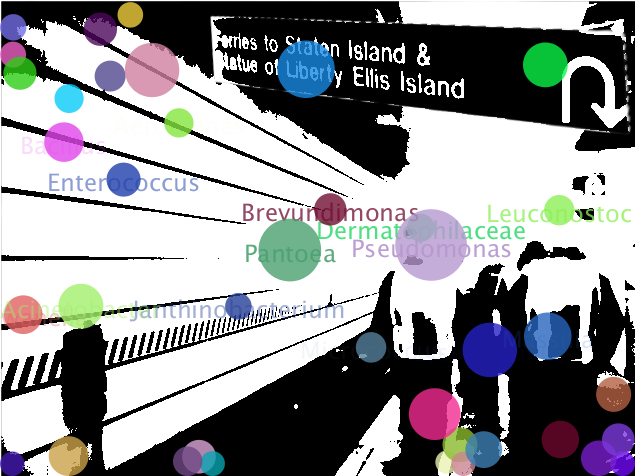 Ferries to Staten Island &
Statue of Liberty Ellis Island
Enterococcus
Brevundimonas
Leuconostoc
Dermatophilaceae
Pantoea
Pseudomonas
Janthinobacterium